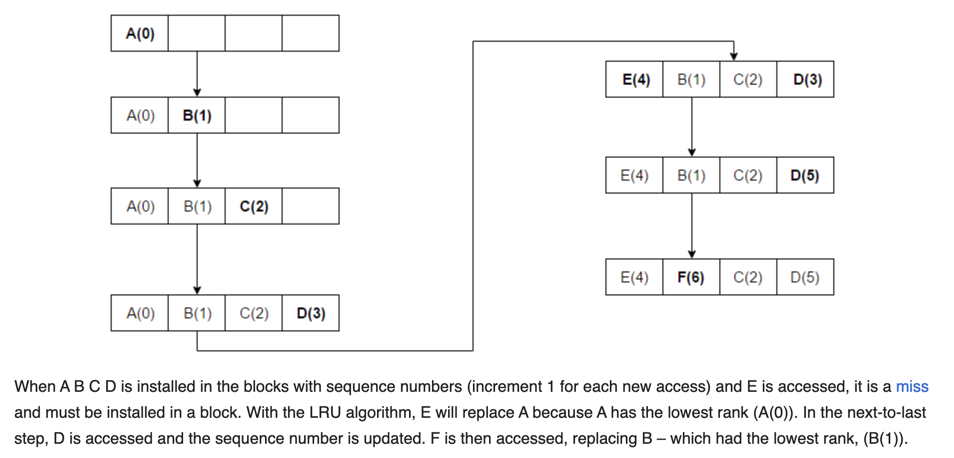 A(0)
A(0) B(1)
A(0) B(1) C(2)
A(0) B(1) C(2) D(3)
E(4) B(1) C(2) D(3)
E(4) B(1) C(2) D(5)
E(4) F(6) C(2) D(5)
When A B C D is installed in the blocks with sequence numbers (increment 1 for each new access) and E is accessed, it is a miss
and must be installed in a block. With the LRU algorithm, E will replace A because A has the lowest rank (A(0)). In the next-to-last
step, D is accessed and the sequence number is updated. F is then accessed, replacing B – which had the lowest rank, (B(1)).